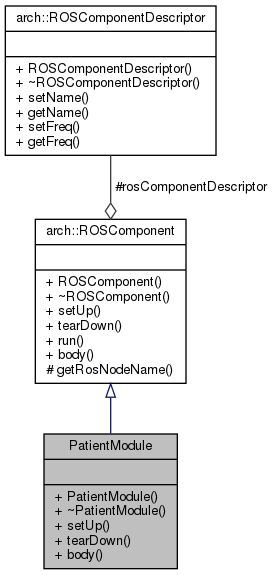 arch::ROSComponentDescriptor
+ ROSComponentDescriptor()
+ ~ROSComponentDescriptor()
+ setName()
+ getName()
+ setFreq()
+ getFreq()
#rosComponentDescriptor
arch::ROSComponent
+ ROSComponent()
+ ~ROSComponent()
+ setUp()
+ tearDown()
+ run()
+ body()
# getRosNodeName()
PatientModule
+ PatientModule()
+ ~PatientModule()
+ setUp()
+ tearDown()
+ body()